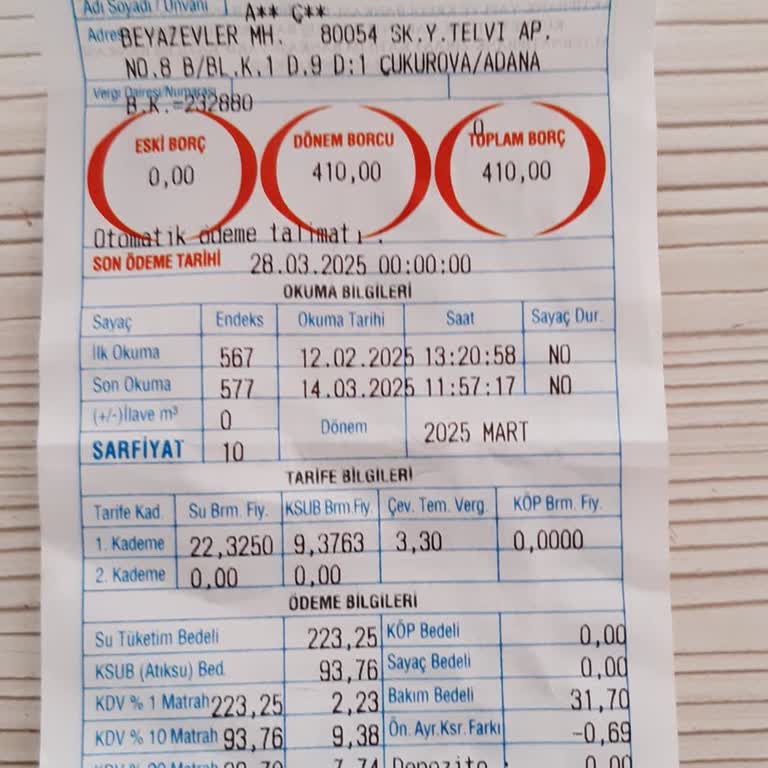 Adı Soyadı / Ünvanı A** Ç**
Adres BEYAZEVLER MH. 80054 SK.Y.TELVI AP.
NO.8 B/BL.K.1 D.9 D:1 ÇUKUROVA/ADANA
Vergi Dairesi/Numarası
B.K.=232880
0
ESKİ BORÇ DÖNEM BORCU TOPLAM BORÇ
0,00 410,00 410,00
Otomatik ödeme talimatı.
SON ÖDEME TARİHİ 28.03.2025 00:00:00
OKUMA BİLGİLERİ
Sayaç Endeks Okuma Tarihi Saat Sayaç Dur.
İlk Okuma 567 12.02.2025 13:20:58 NO
Son Okuma 577 14.03.2025 11:57:17 NO
(+/-)İlave m³ 0
Dönem 2025 MART
SARFİYAT 10
TARİFE BİLGİLERİ
Tarife Kad. Su Brm. Fiy. KSUB Brm.Fiy. Çev. Tem. Verg. KÖP Brm. Fiy.
1. Kademe 22,3250 9,3763 3,30 0,0000
2. Kademe 0,00 0,00
ÖDEME BİLGİLERİ
Su Tüketim Bedeli 223,25 KÖP Bedeli 0,00
KSUB (Atıksu) Bed. 93,76 Sayaç Bedeli 0,00
KDV % 1 Matrah 223,25 2,23 Bakım Bedeli 31,70
KDV % 10 Matrah 93,76 9,38 Ön. Ayr.Ksr.Farkı -0,69
Matrah 7,74 Depozito 0,00